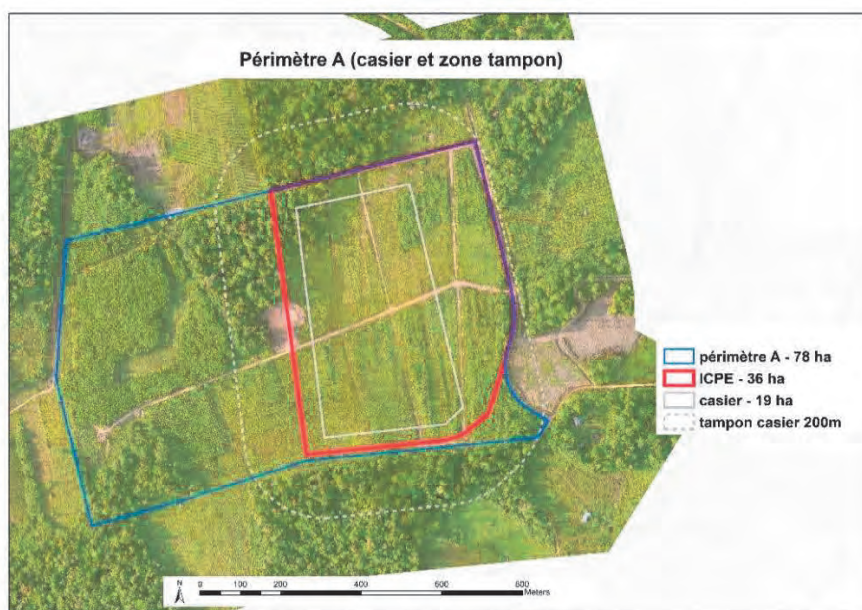 Périmètre A (casier et zone tampon)
périmètre A - 78 ha
ICPE - 36 ha
casier - 19 ha
tampon casier 200m
N
0 100 200 400 600 800
Meters